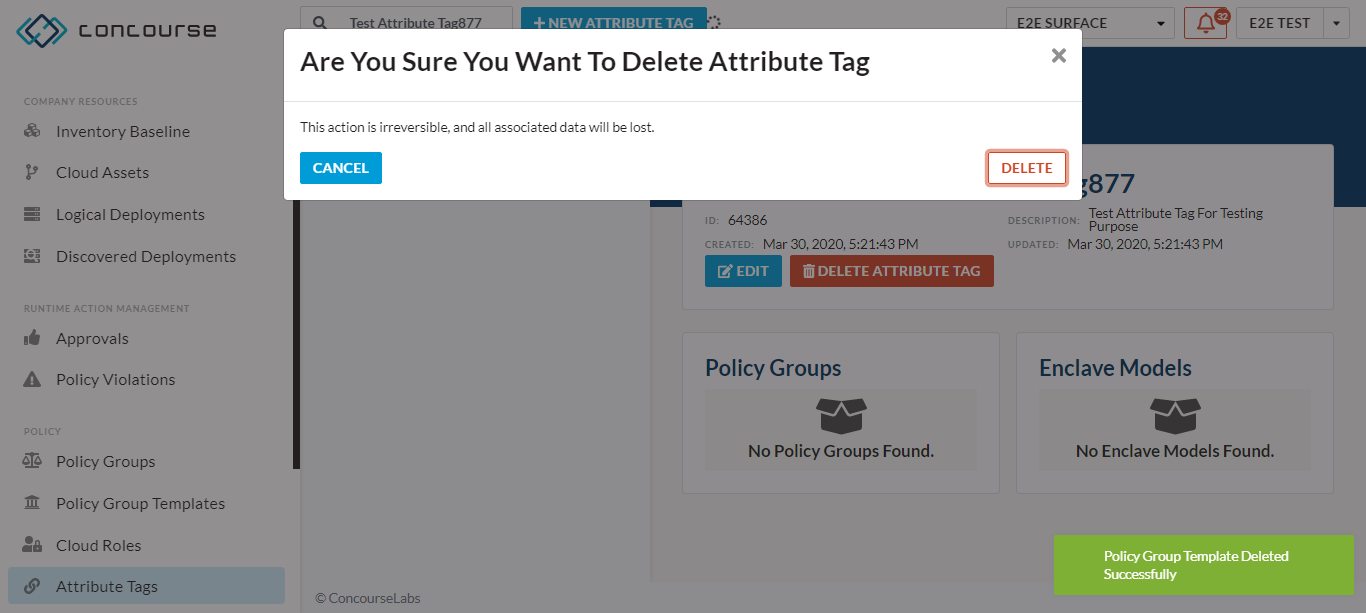 concourse
Test Attribute Tag877
NEW ATTRIBUTE TAG
E2E SURFACE
32
E2E TEST
Are You Sure You Want To Delete Attribute Tag
This action is irreversible, and all associated data will be lost.
CANCEL
DELETE
COMPANY RESOURCES
Inventory Baseline
Cloud Assets
Logical Deployments
Discovered Deployments
RUNTIME ACTION MANAGEMENT
Approvals
Policy Violations
POLICY
Policy Groups
Policy Group Templates
Cloud Roles
Attribute Tags
g877
ID: 64386
DESCRIPTION: Test Attribute Tag For Testing
Purpose
CREATED: Mar 30, 2020, 5:21:43 PM
UPDATED: Mar 30, 2020, 5:21:43 PM
EDIT
DELETE ATTRIBUTE TAG
Policy Groups
No Policy Groups Found.
Enclave Models
No Enclave Models Found.
Policy Group Template Deleted
Successfully
© ConcourseLabs